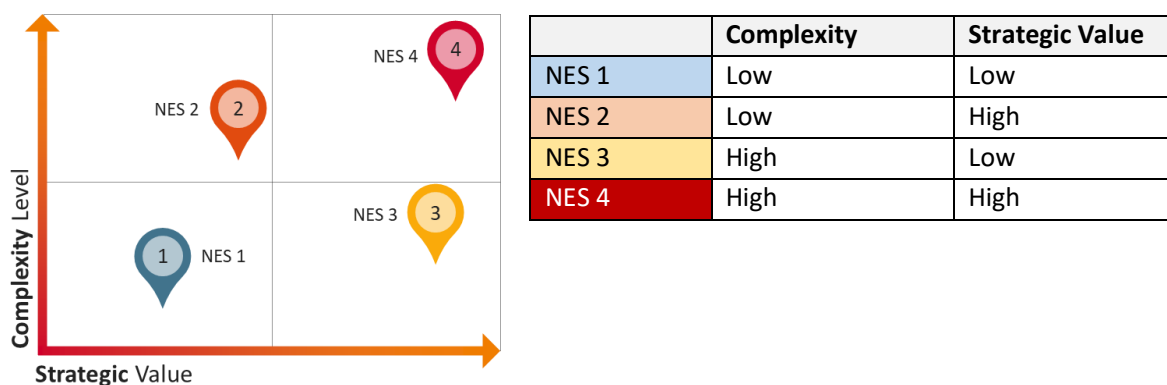 4
NES 4
2
NES 2
3
NES 3
1
NES 1
Complexity Level
Strategic Value
Complexity Strategic Value
NES 1 Low Low
NES 2 Low High
NES 3 High Low
NES 4 High High